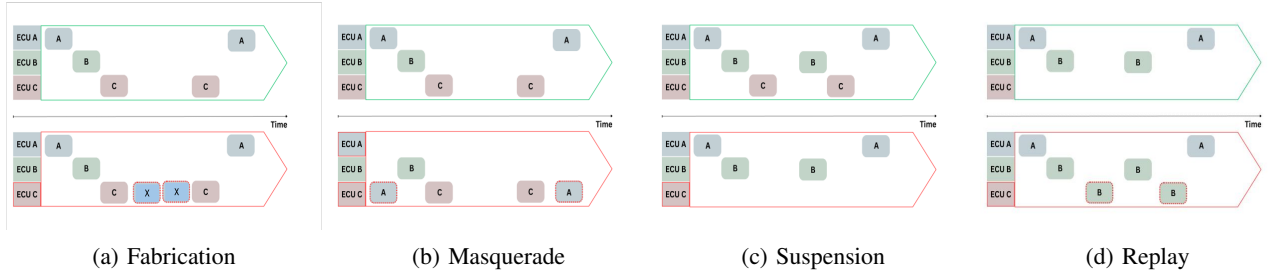 ECU A A A
ECU B B
ECU C C C
Time
ECU A A A
ECU B B
ECU C C X X C
(a) Fabrication
ECU A A A
ECU B B
ECU C C C
Time
ECU A
ECU B B
ECU C A C C A
(b) Masquerade
ECU A A A
ECU B B B
ECU C C C
Time
ECU A A A
ECU B B B
ECU C
(c) Suspension
ECU A A A
ECU B B B
ECU C
Time
ECU A A A
ECU B B B
ECU C B B
(d) Replay